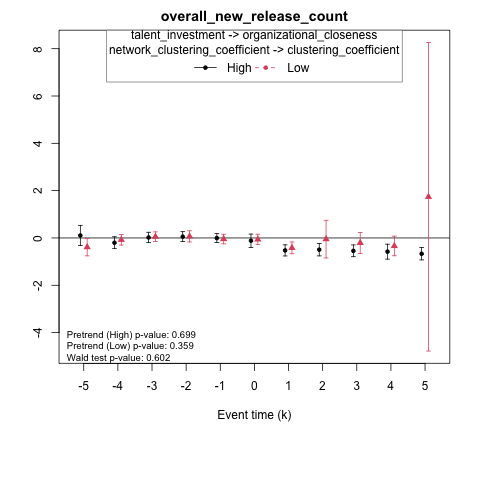 overall_new_release_count
talent_investment -> organizational_closeness
network_clustering_coefficient -> clustering_coefficient
High Low
8
6
4
2
0
-2
-4
Pretrend (High) p-value: 0.699
Pretrend (Low) p-value: 0.359
Wald test p-value: 0.602
-5 -4 -3 -2 -1 0 1 2 3 4 5
Event time (k)